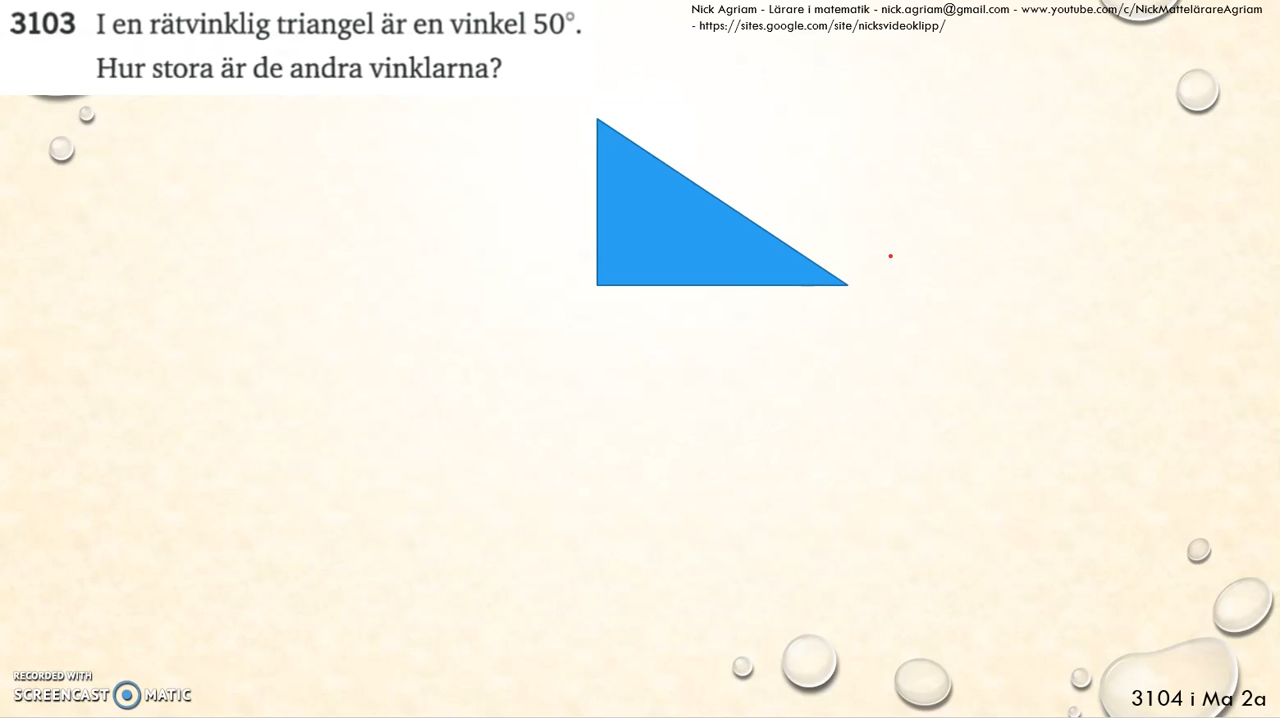 3103 I en rätvinklig triangel är en vinkel 50°.
Hur stora är de andra vinklarna?
Nick Agriam - Lärare i matematik - nick.agriam@gmail.com - www.youtube.com/c/NickMattelärareAgriam
- https://sites.google.com/site/nicksvideoklipp/
RECORDED WITH
SCREENCAST MATIC
3104 i Ma 2a